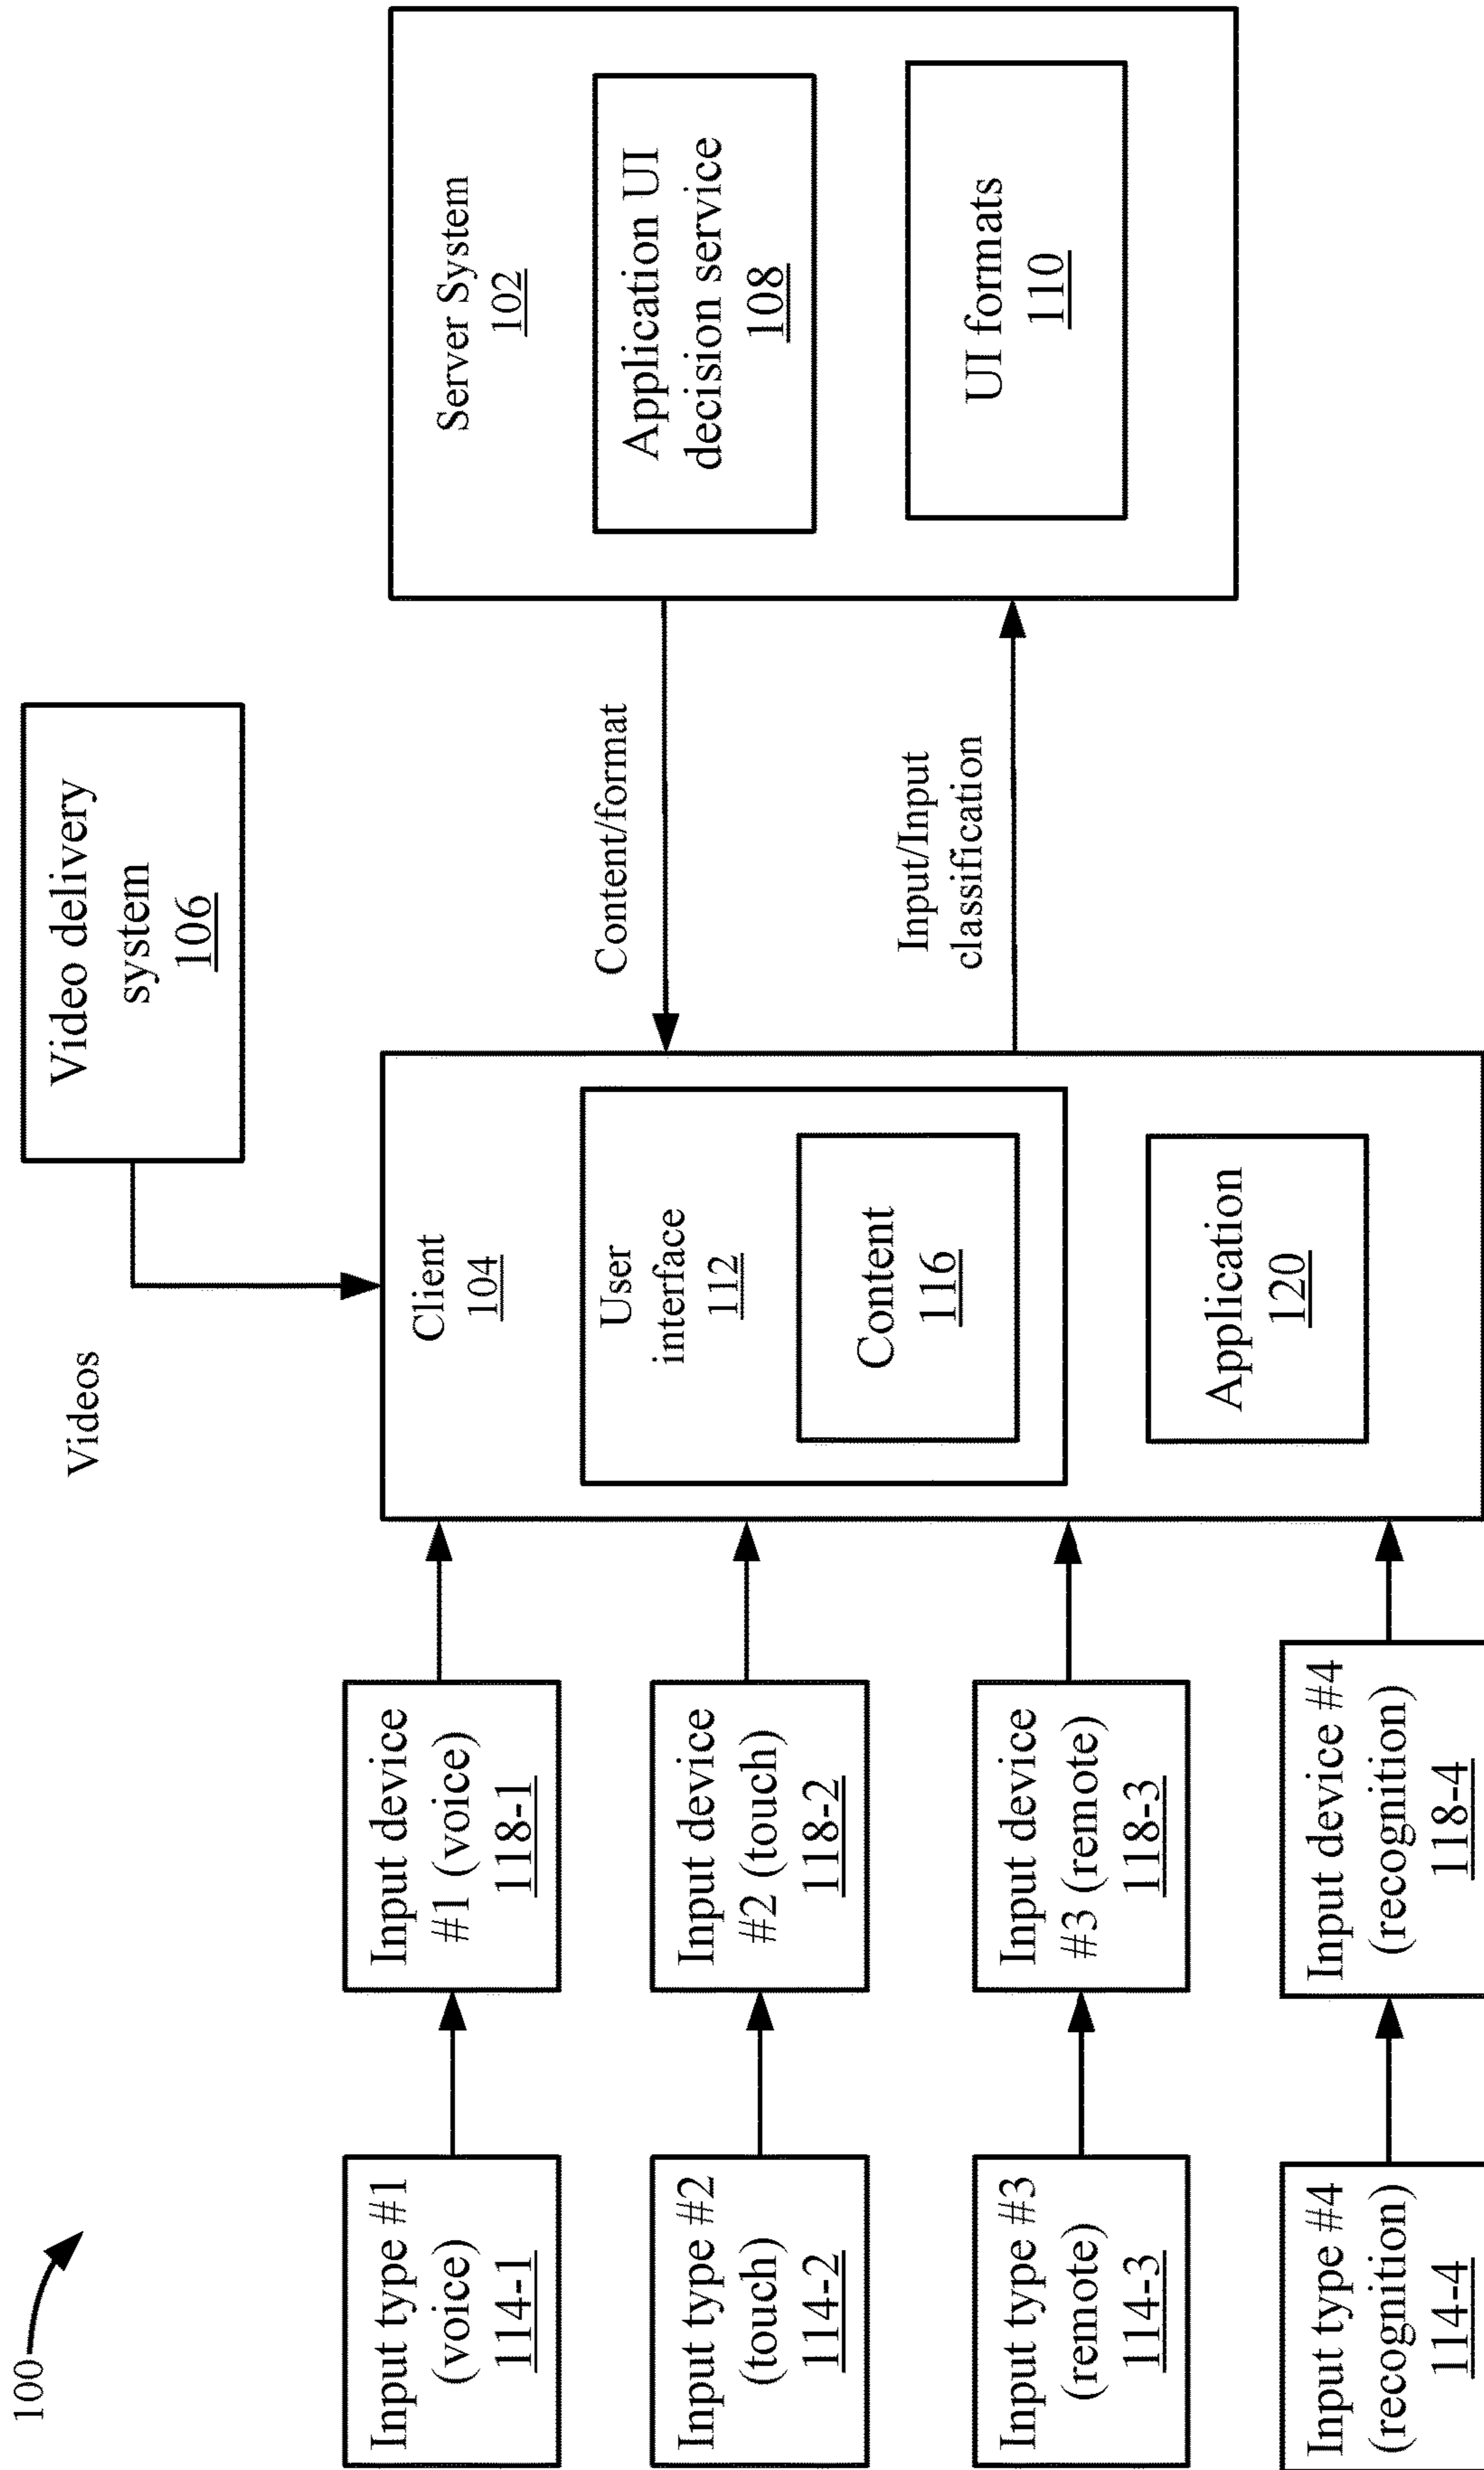 100
Videos
Video delivery
system
106
Input type #1
(voice)
114-1
Input device
#1 (voice)
118-1
Input type #2
(touch)
114-2
Input device
#2 (touch)
118-2
Input type #3
(remote)
114-3
Input device
#3 (remote)
118-3
Input type #4
(recognition)
114-4
Input device #4
(recognition)
118-4
Client
104
User
interface
112
Content
116
Application
120
Content/format
Input/Input
classification
Server System
102
Application UI
decision service
108
UI formats
110